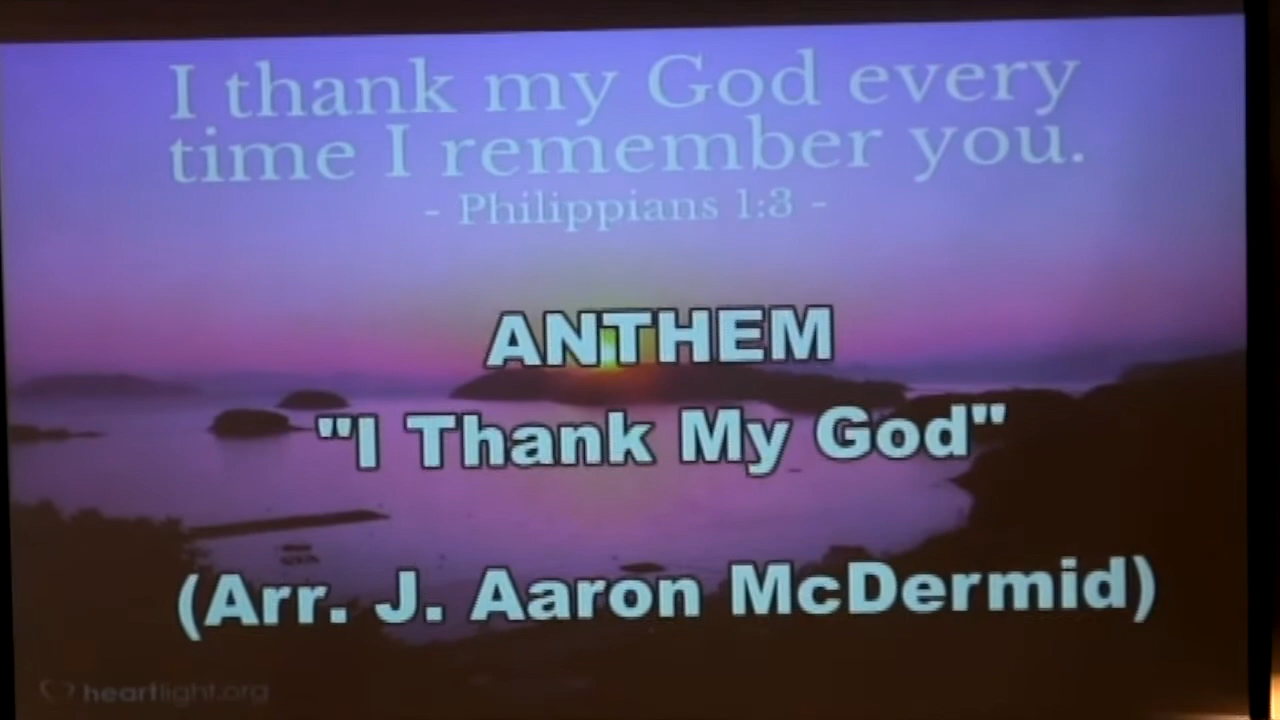 I thank my God every
time I remember you.
- Philippians 1:3 -
ANTHEM
"I Thank My God"
(Arr. J. Aaron McDermid)
heartlight.org